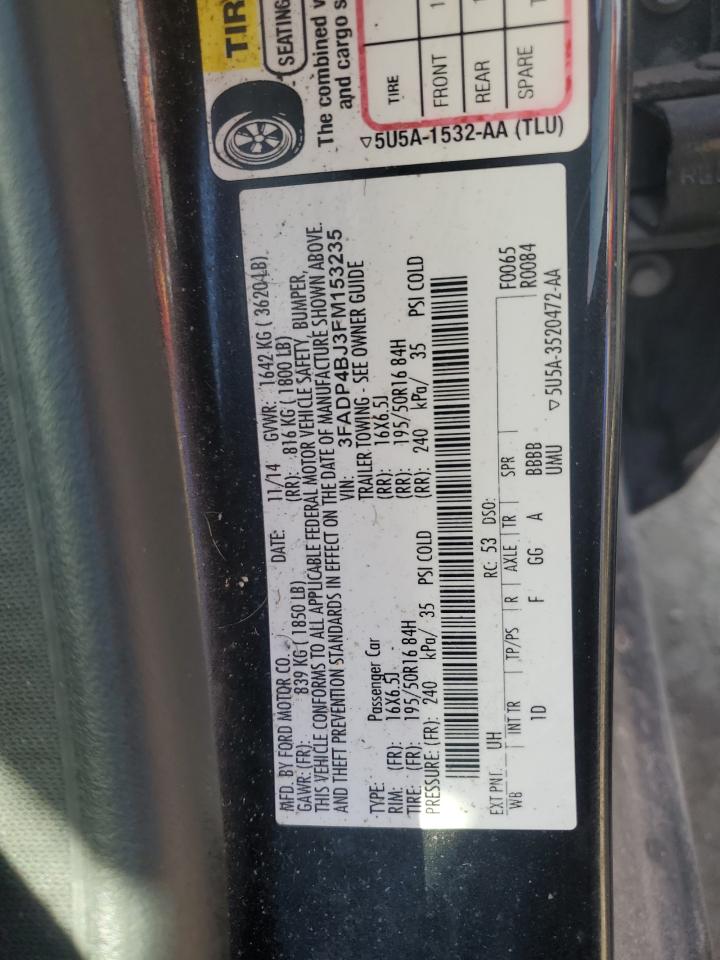 TIR
SEATING
The combined v
and cargo s
TIRE
FRONT 1
REAR 1
SPARE T
5U5A-1532-AA (TLU)
MFD. BY FORD MOTOR CO. DATE: 11/14 GVWR: 1642 KG ( 3620 LB)
GAWR: (FR): 839 KG ( 1850 LB) (RR): 816 KG ( 1800 LB)
THIS VEHICLE CONFORMS TO ALL APPLICABLE FEDERAL MOTOR VEHICLE SAFETY, BUMPER,
AND THEFT PREVENTION STANDARDS IN EFFECT ON THE DATE OF MANUFACTURE SHOWN ABOVE.
VIN: 3FADP4BJ3FM153235
TYPE: Passenger Car TRAILER TOWING - SEE OWNER GUIDE
RIM: (FR): 16X6.5J (RR): 16X6.5J
TIRE: (FR): 195/50R16 84H (RR): 195/50R16 84H
PRESSURE: (FR): 240 kPa/ 35 PSI COLD (RR): 240 kPa/ 35 PSI COLD
EXT PNT: UH RC: 53 DSO: F0065
R0084
WB INT TR TP/PS R AXLE TR SPR
1D F GG A BBBB
UMU
5U5A-3520472-AA